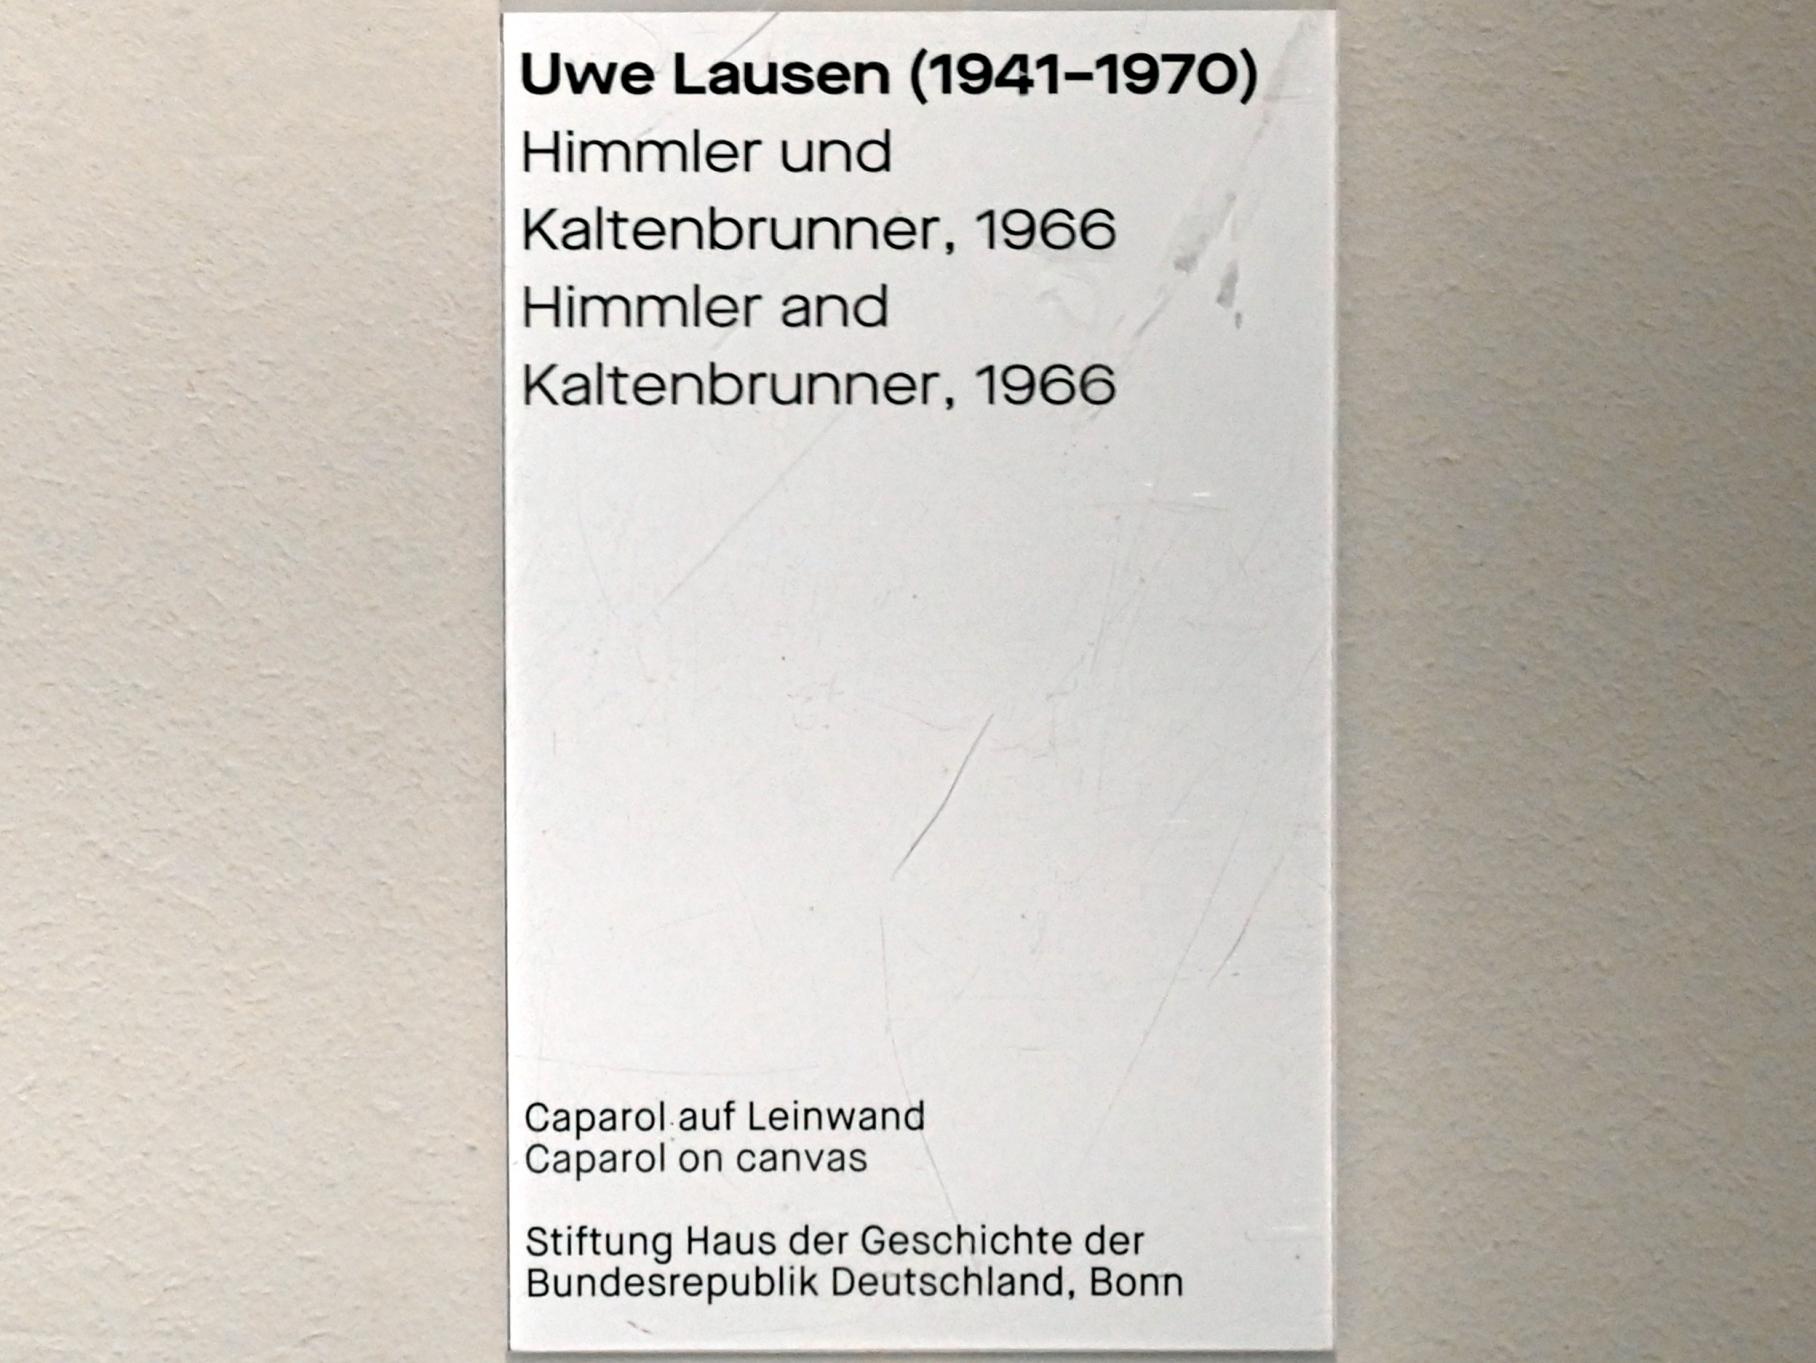 Uwe Lausen (1941–1970)
Himmler und
Kaltenbrunner, 1966
Himmler and
Kaltenbrunner, 1966
Caparol auf Leinwand
Caparol on canvas
Stiftung Haus der Geschichte der
Bundesrepublik Deutschland, Bonn